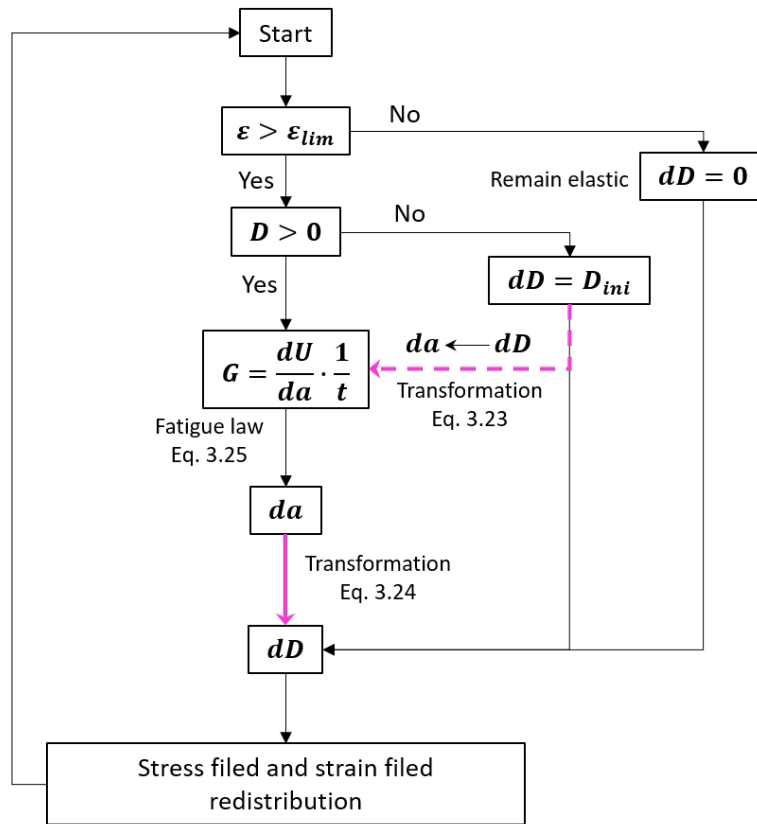 Start
ε > ε_lim
No
Yes
Remain elastic
dD = 0
D > 0
No
Yes
dD = D_ini
G = dU/da · 1/t
da ← dD
Transformation
Eq. 3.23
Fatigue law
Eq. 3.25
da
Transformation
Eq. 3.24
dD
Stress filed and strain filed
redistribution